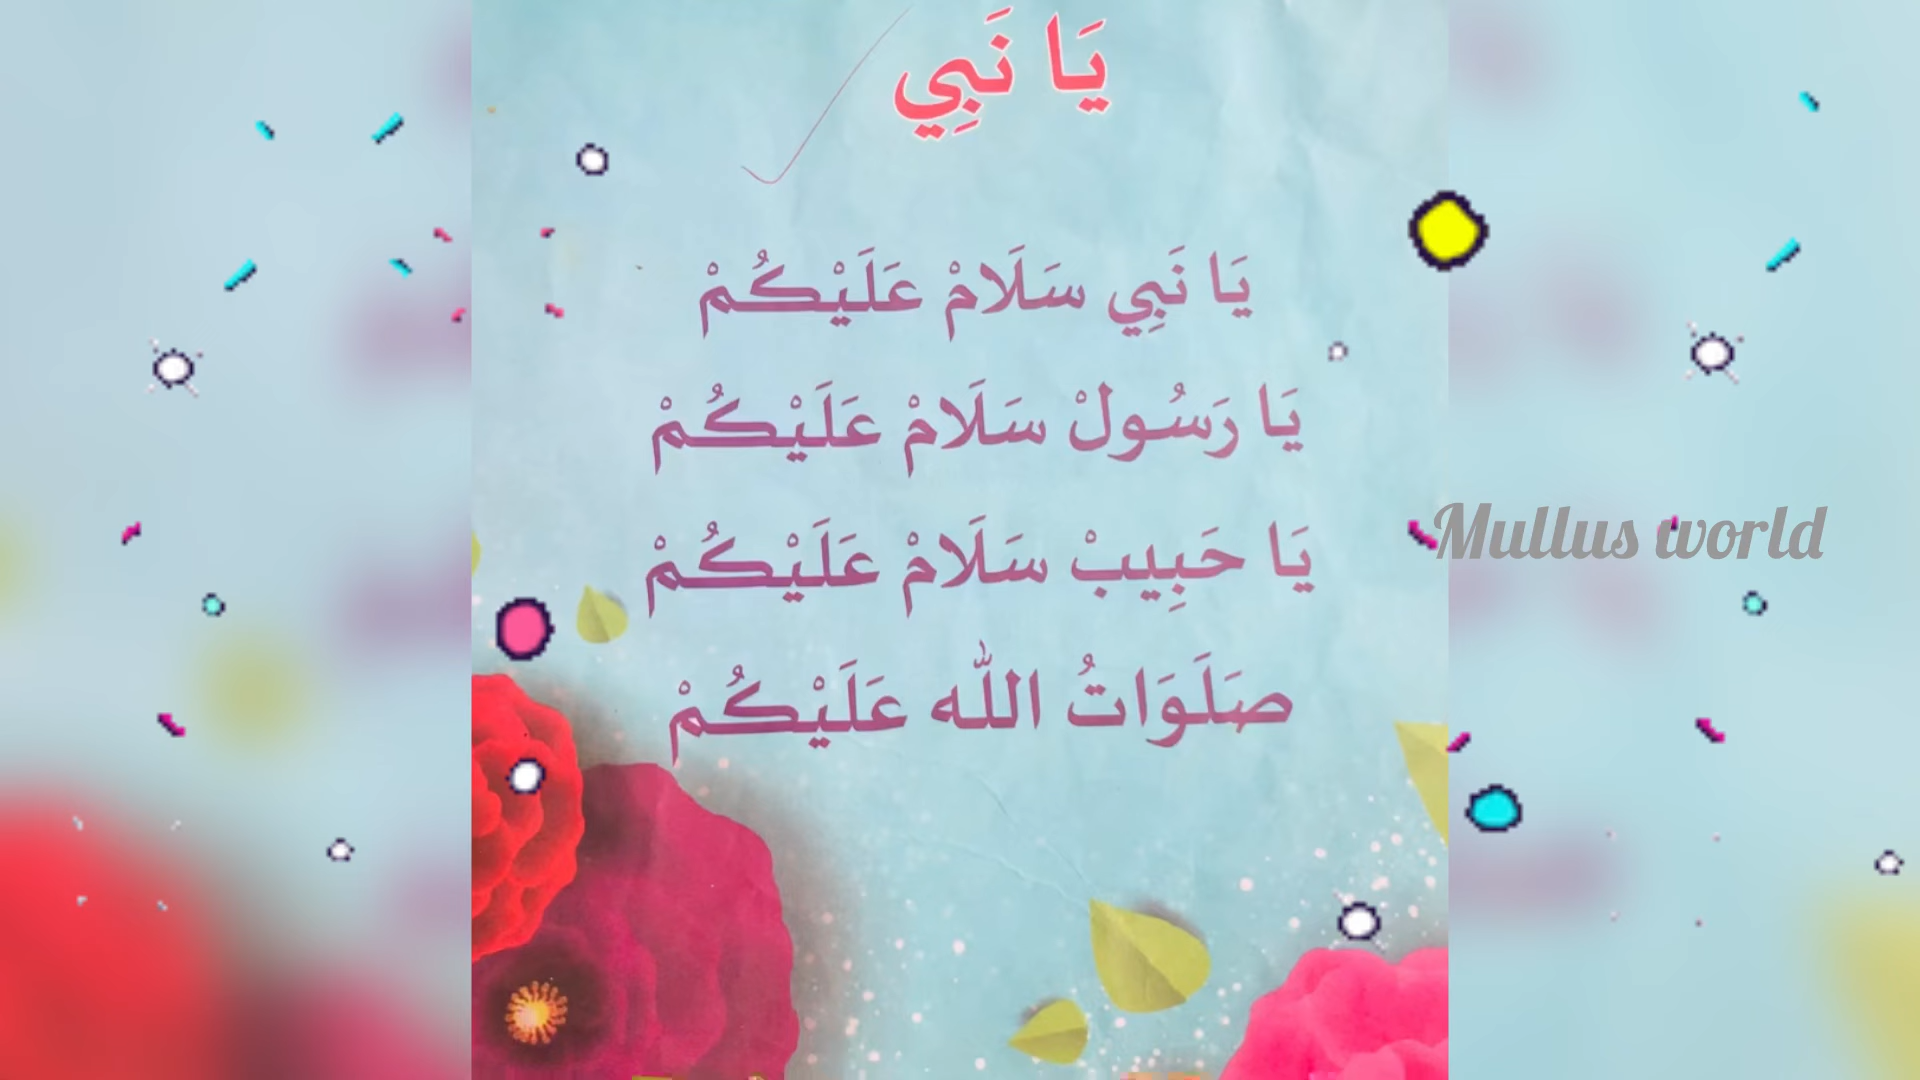 يَا نَبِي
يَا نَبِي سَلَامْ عَلَيْكُمْ
يَا رَسُولْ سَلَامْ عَلَيْكُمْ
يَا حَبِيبْ سَلَامْ عَلَيْكُمْ
صَلَوَاتُ اللّٰه عَلَيْكُمْ
Mullus world